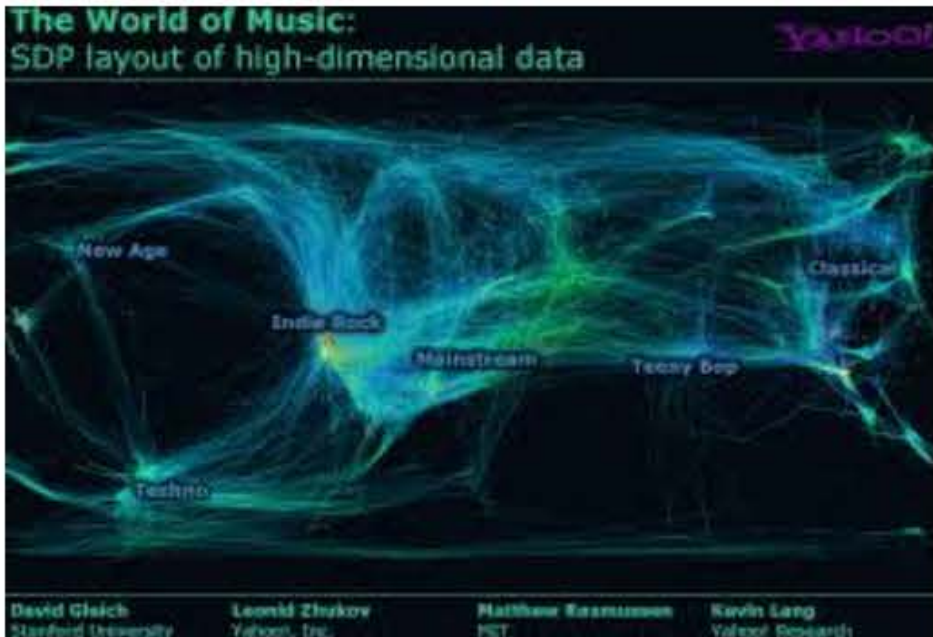 The World of Music:
SDP layout of high-dimensional data
YAHOO!
New Age
Classical
Indie Rock
Mainstream
Teeny Bop
Techno
David Gleich
Leonid Zhukov
Matthew Rasmussen
Kevin Lang
Stanford University
Yahoo!, Inc.
MIT
Yahoo! Research